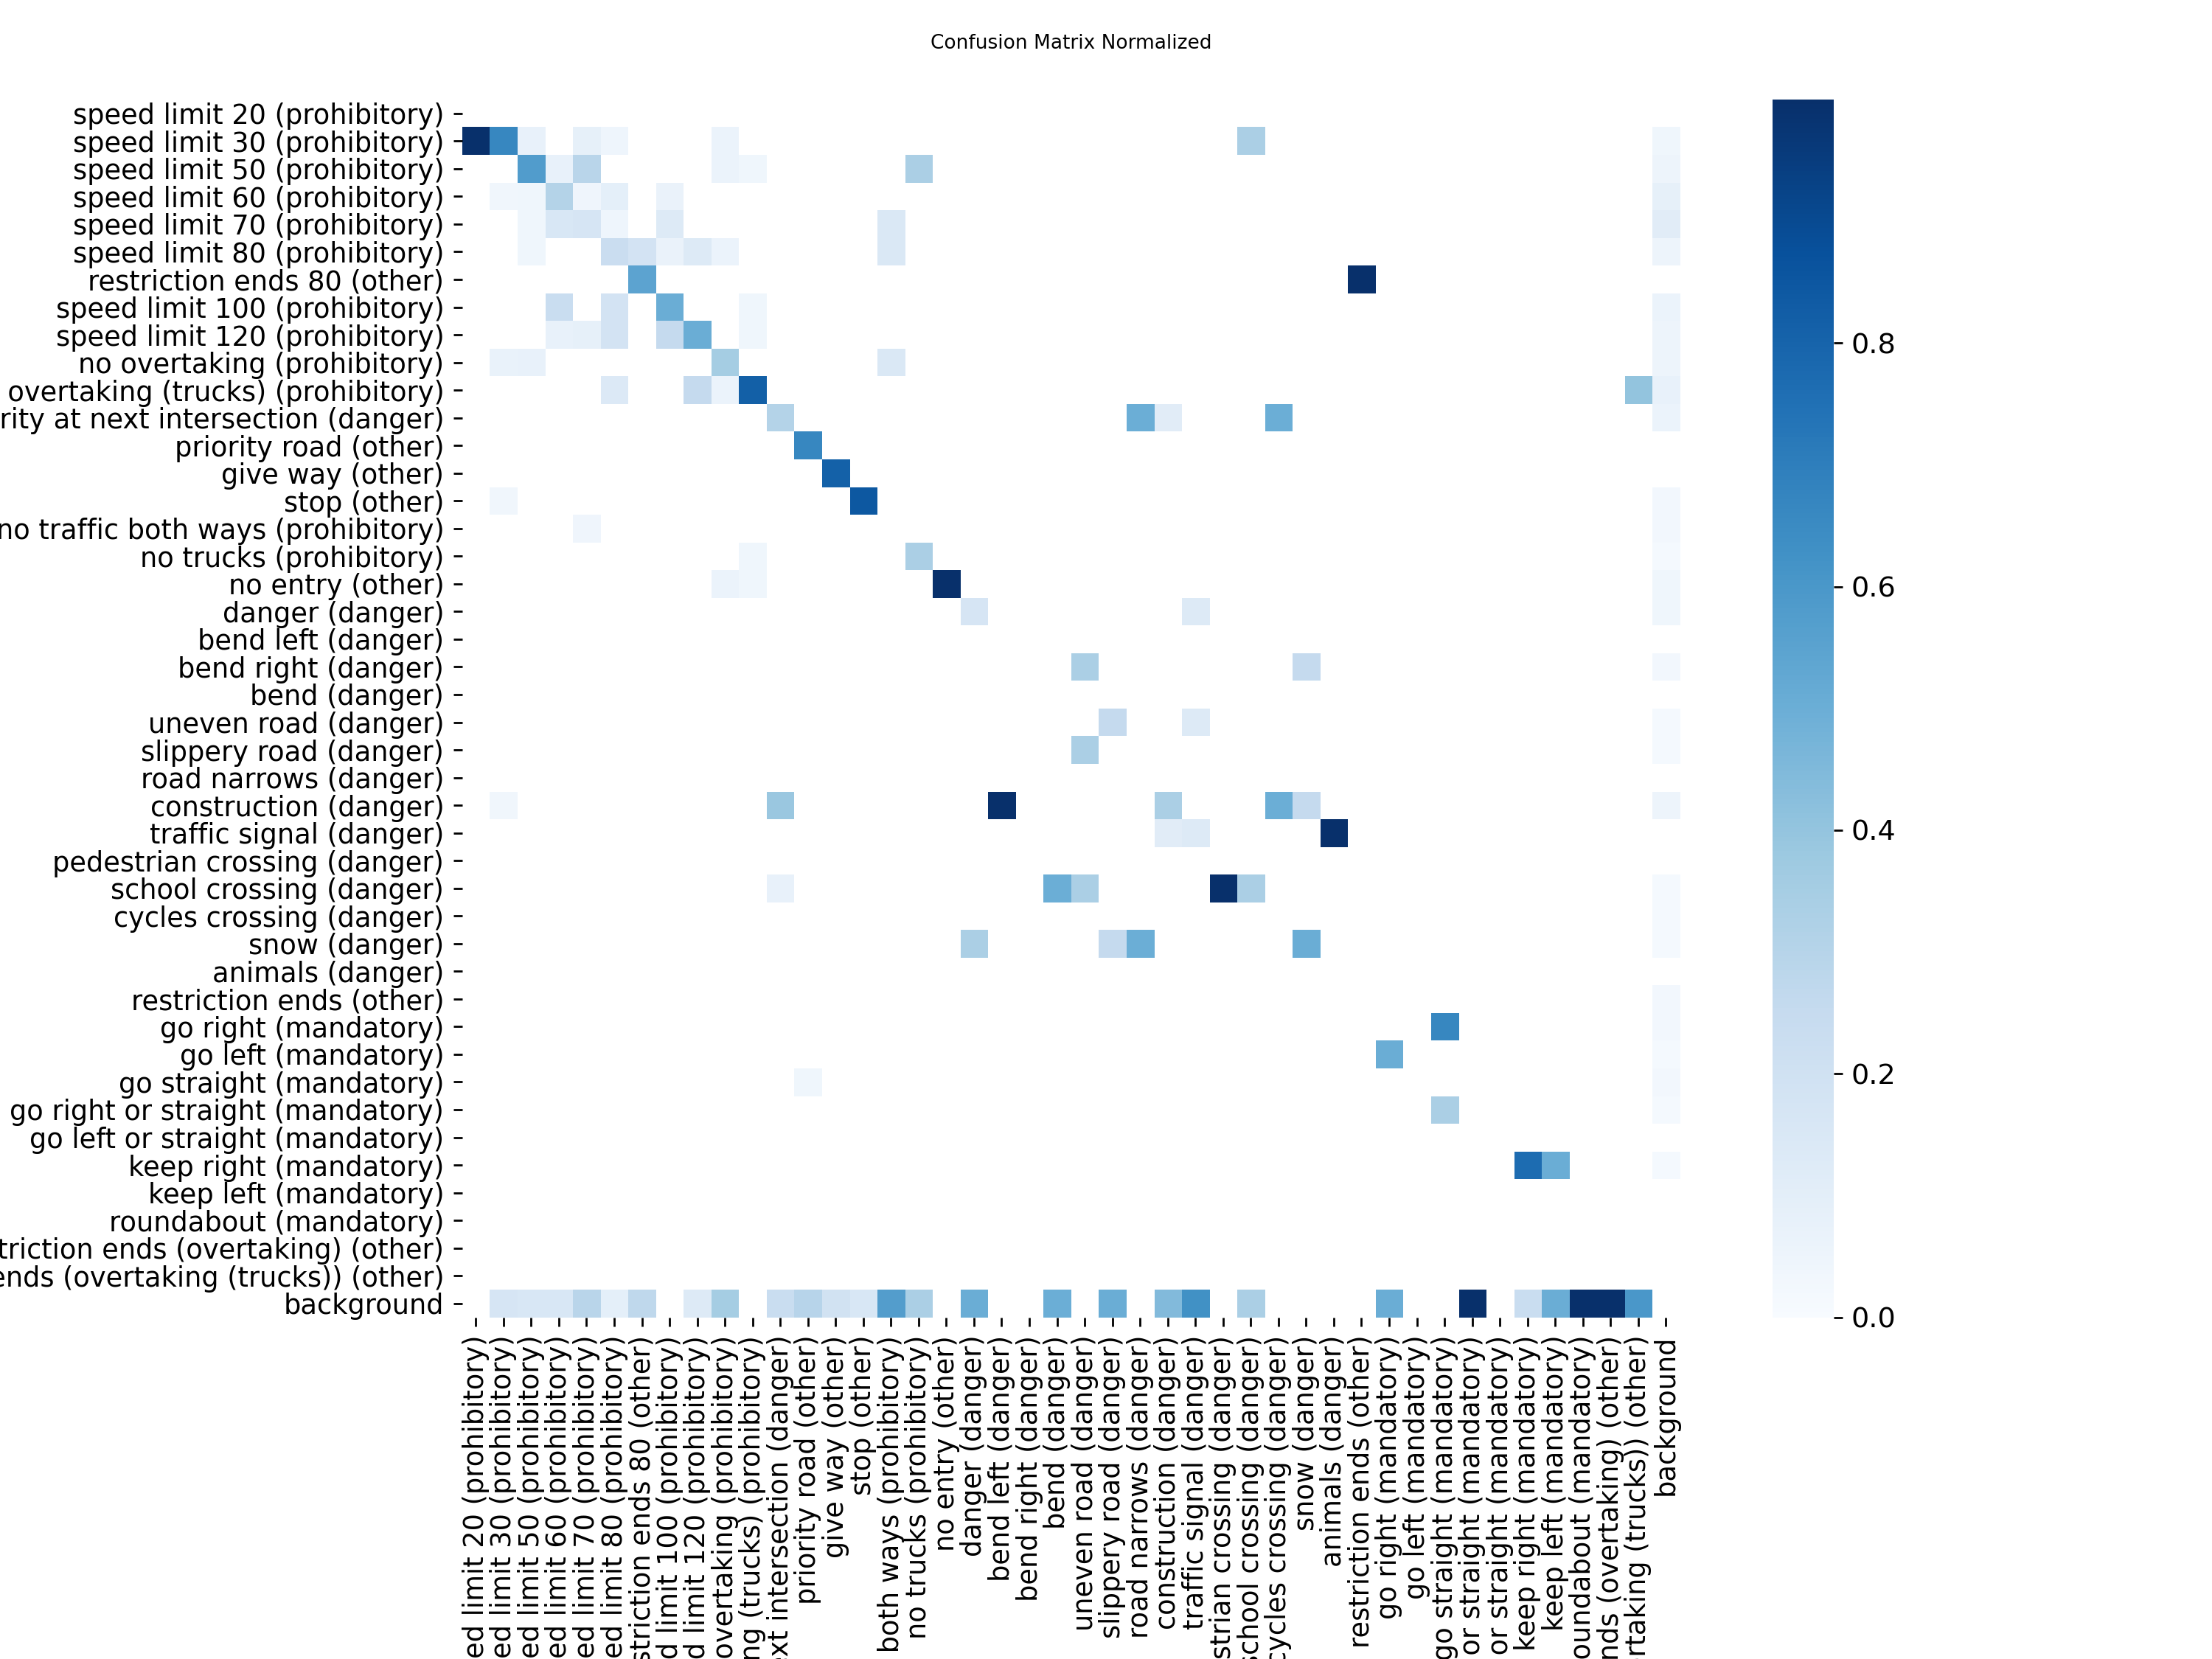 Confusion Matrix Normalized
speed limit 20 (prohibitory)
speed limit 30 (prohibitory)
speed limit 50 (prohibitory)
speed limit 60 (prohibitory)
speed limit 70 (prohibitory)
speed limit 80 (prohibitory)
restriction ends 80 (other)
speed limit 100 (prohibitory)
speed limit 120 (prohibitory)
no overtaking (prohibitory)
overtaking (trucks) (prohibitory)
rity at next intersection (danger)
priority road (other)
give way (other)
stop (other)
no traffic both ways (prohibitory)
no trucks (prohibitory)
no entry (other)
danger (danger)
bend left (danger)
bend right (danger)
bend (danger)
uneven road (danger)
slippery road (danger)
road narrows (danger)
construction (danger)
traffic signal (danger)
pedestrian crossing (danger)
school crossing (danger)
cycles crossing (danger)
snow (danger)
animals (danger)
restriction ends (other)
go right (mandatory)
go left (mandatory)
go straight (mandatory)
go right or straight (mandatory)
go left or straight (mandatory)
keep right (mandatory)
keep left (mandatory)
roundabout (mandatory)
triction ends (overtaking) (other)
ends (overtaking (trucks)) (other)
background
ed limit 20 (prohibitory)
ed limit 30 (prohibitory)
ed limit 50 (prohibitory)
ed limit 60 (prohibitory)
ed limit 70 (prohibitory)
ed limit 80 (prohibitory)
striction ends 80 (other)
d limit 100 (prohibitory)
d limit 120 (prohibitory)
overtaking (prohibitory)
ng (trucks) (prohibitory)
ext intersection (danger)
priority road (other)
give way (other)
stop (other)
both ways (prohibitory)
no trucks (prohibitory)
no entry (other)
danger (danger)
bend left (danger)
bend right (danger)
bend (danger)
uneven road (danger)
slippery road (danger)
road narrows (danger)
construction (danger)
traffic signal (danger)
strian crossing (danger)
school crossing (danger)
cycles crossing (danger)
snow (danger)
animals (danger)
restriction ends (other)
go right (mandatory)
go left (mandatory)
go straight (mandatory)
or straight (mandatory)
or straight (mandatory)
keep right (mandatory)
keep left (mandatory)
oundabout (mandatory)
nds (overtaking) (other)
rtaking (trucks)) (other)
background
0.8
0.6
0.4
0.2
0.0